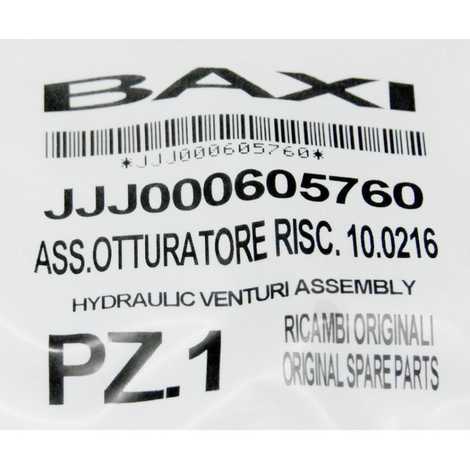 BAXI
*JJJ000605760*
JJJ000605760
ASS.OTTURATORE RISC. 10.0216
HYDRAULIC VENTURI ASSEMBLY
PZ.1
RICAMBI ORIGINALI
ORIGINAL SPARE PARTS